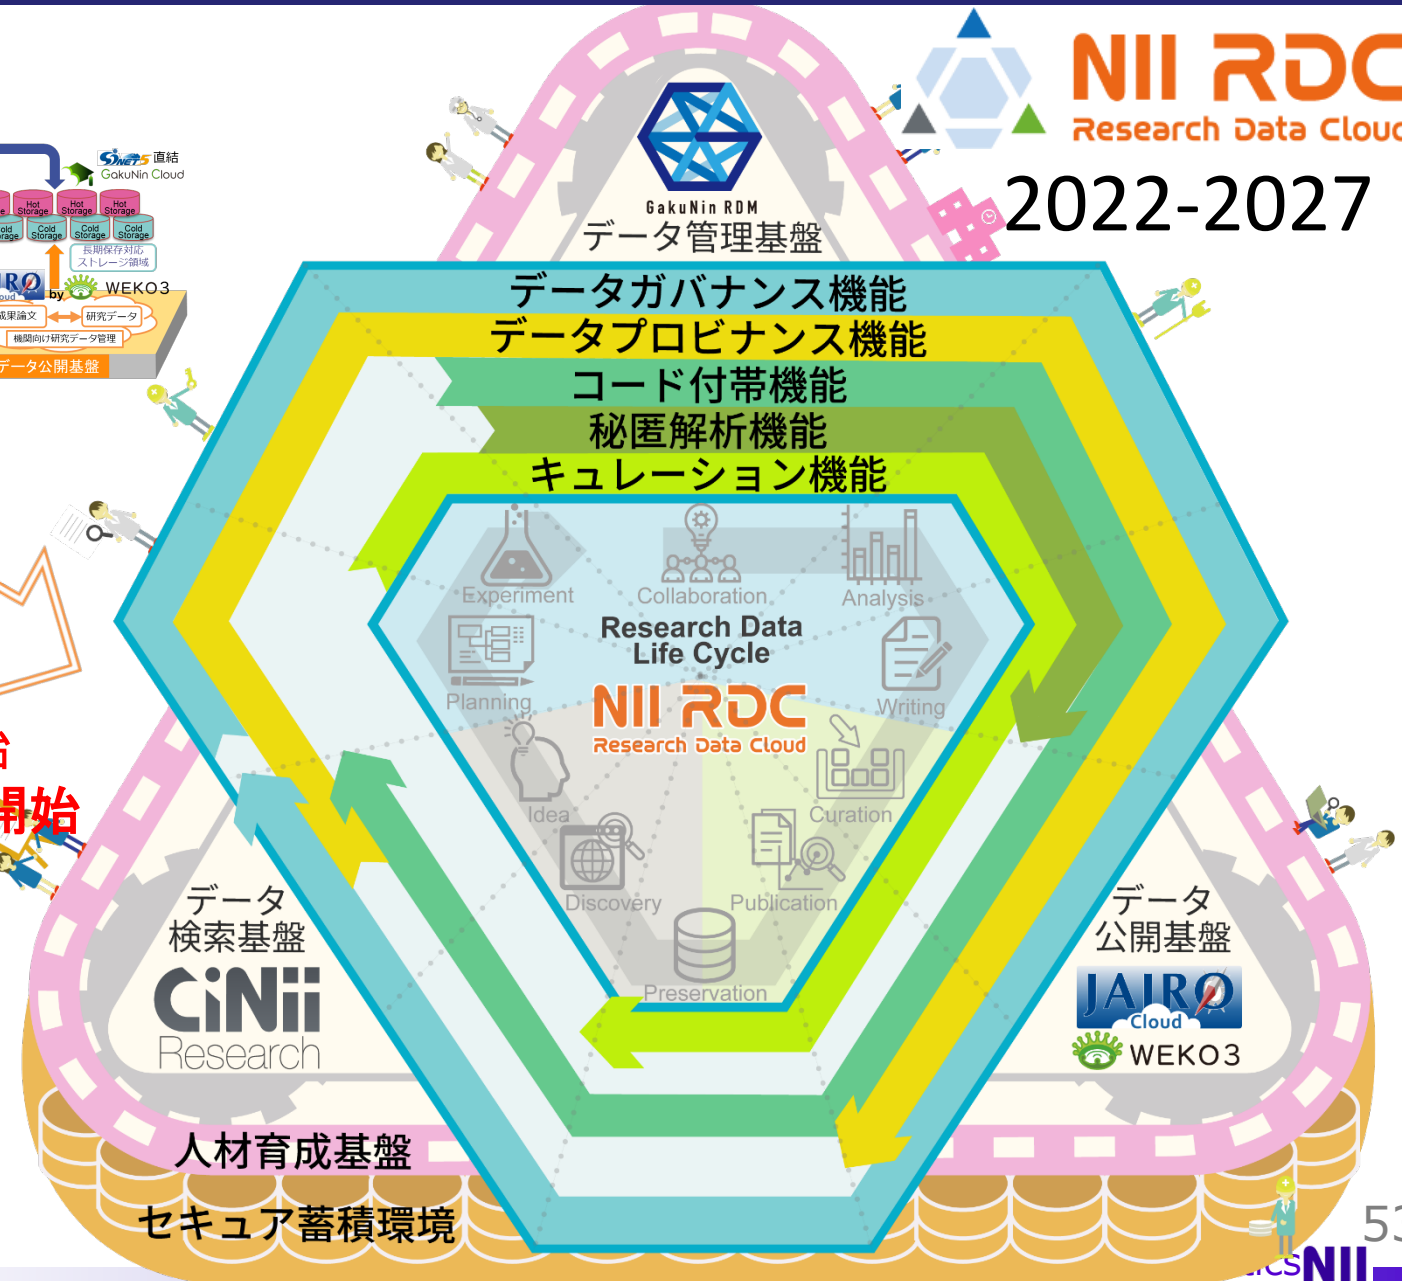 NII RDC
Research Data Cloud
2022-2027
SINET5 直結
GakuNin Cloud
Hot Storage
Hot Storage
Hot Storage
Cold Storage
Cold Storage
Cold Storage
長期保存対応
ストレージ領域
by
WEKO3
成果論文
研究データ
機関向け研究データ管理
データ公開基盤
開始
GakuNin RDM
データ管理基盤
データガバナンス機能
データプロビナンス機能
コード付帯機能
秘匿解析機能
キュレーション機能
Experiment
Collaboration
Analysis
Research Data
Life Cycle
Planning
Writing
NII RDC
Research Data Cloud
Idea
Curation
Discovery
Publication
Preservation
データ
検索基盤
CiNii
Research
データ
公開基盤
JAIRO
Cloud
WEKO3
人材育成基盤
セキュア蓄積環境
53
NII